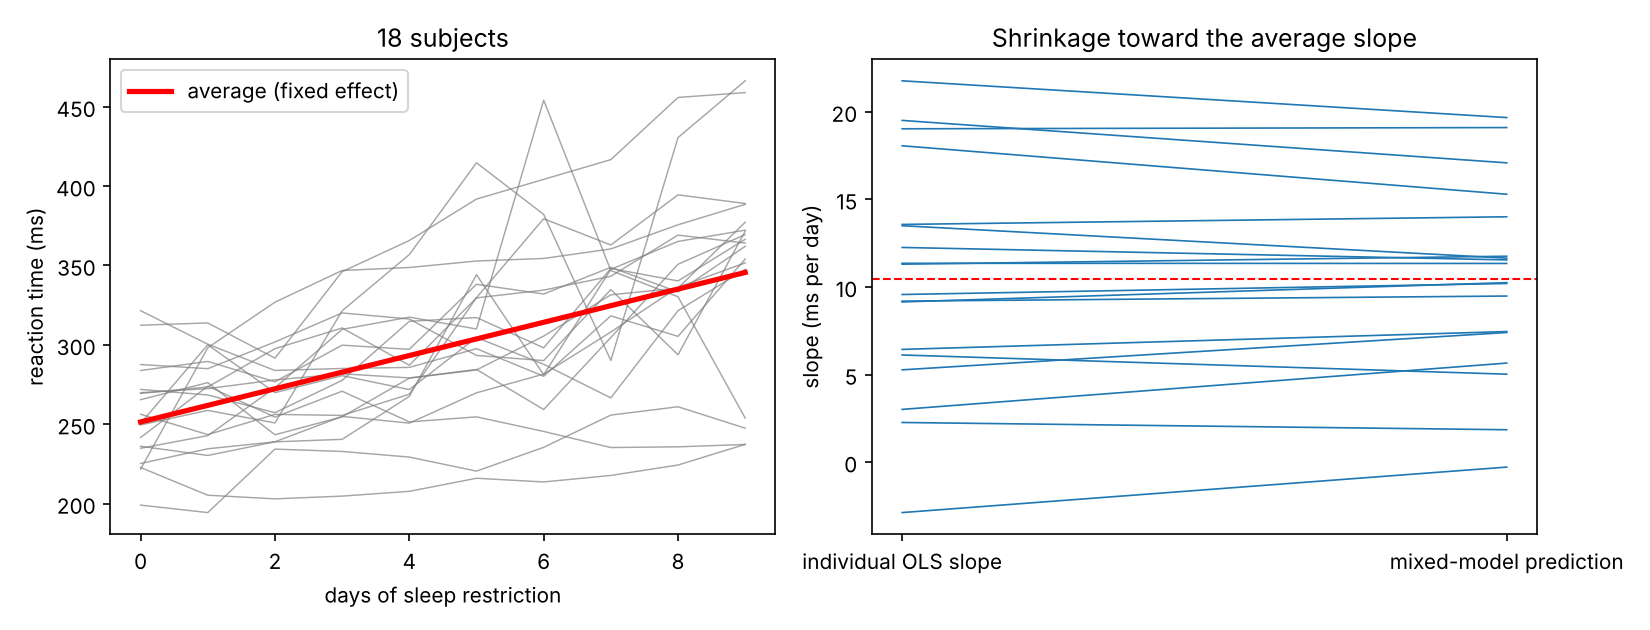 18 subjects
average (fixed effect)
450
400
350
300
250
200
reaction time (ms)
0
2
4
6
8
days of sleep restriction
Shrinkage toward the average slope
20
15
10
5
0
slope (ms per day)
individual OLS slope
mixed-model prediction